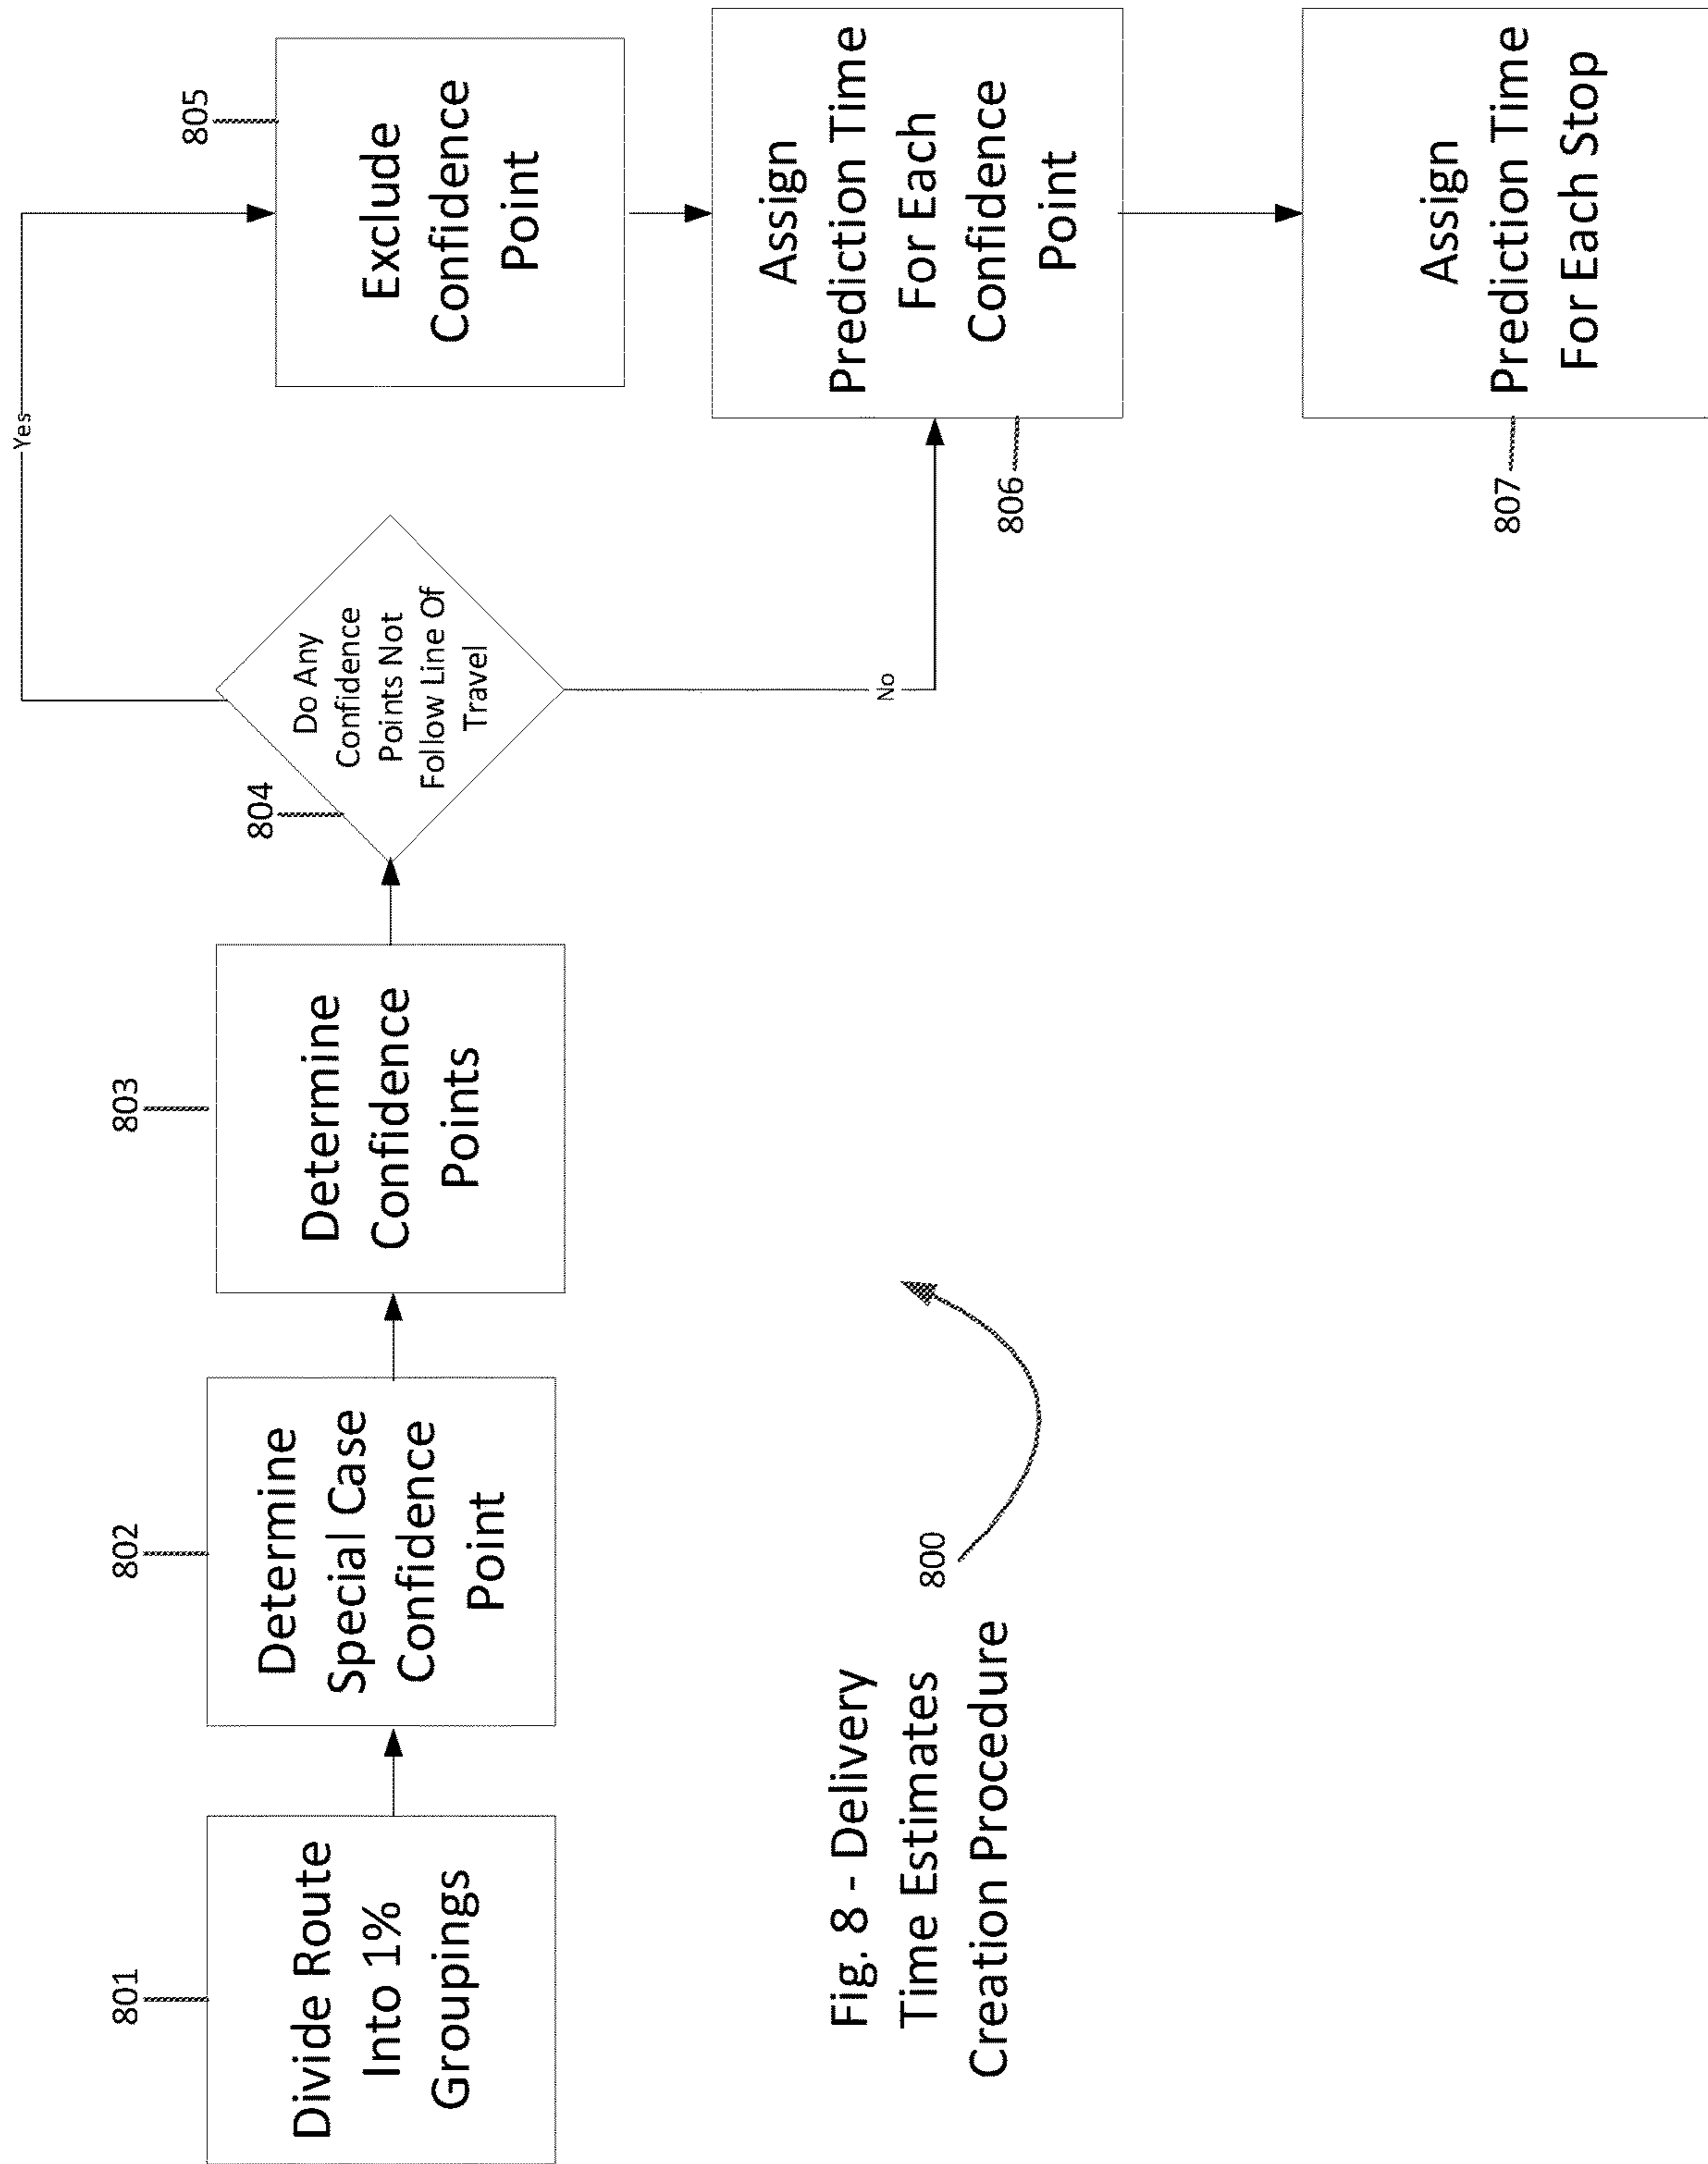 801
Divide Route
Into 1%
Groupings
802
Determine
Special Case
Confidence
Point
803
Determine
Confidence
Points
804
Do Any
Confidence
Points Not
Follow Line Of
Travel
Yes
No
805
Exclude
Confidence
Point
806
Assign
Prediction Time
For Each
Confidence
Point
807
Assign
Prediction Time
For Each Stop
Fig. 8 - Delivery
Time Estimates
Creation Procedure
800